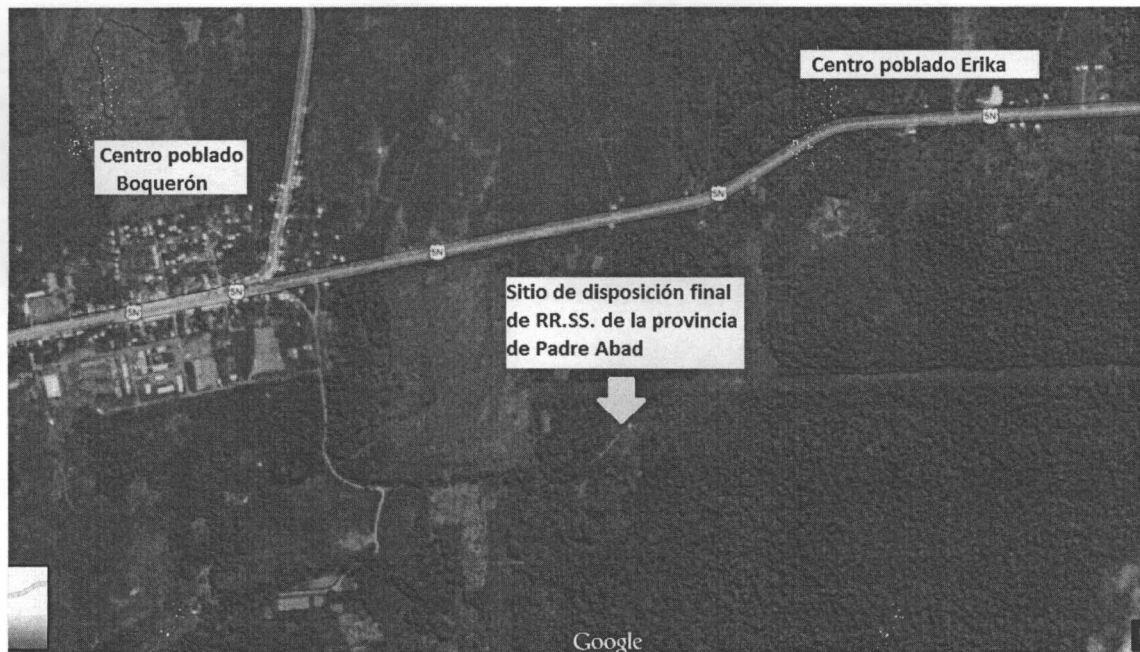 Centro poblado Erika
5N
Centro poblado
Boquerón
5N
5N
Sitio de disposición final
de RR.SS. de la provincia
de Padre Abad
5N
5N
Google